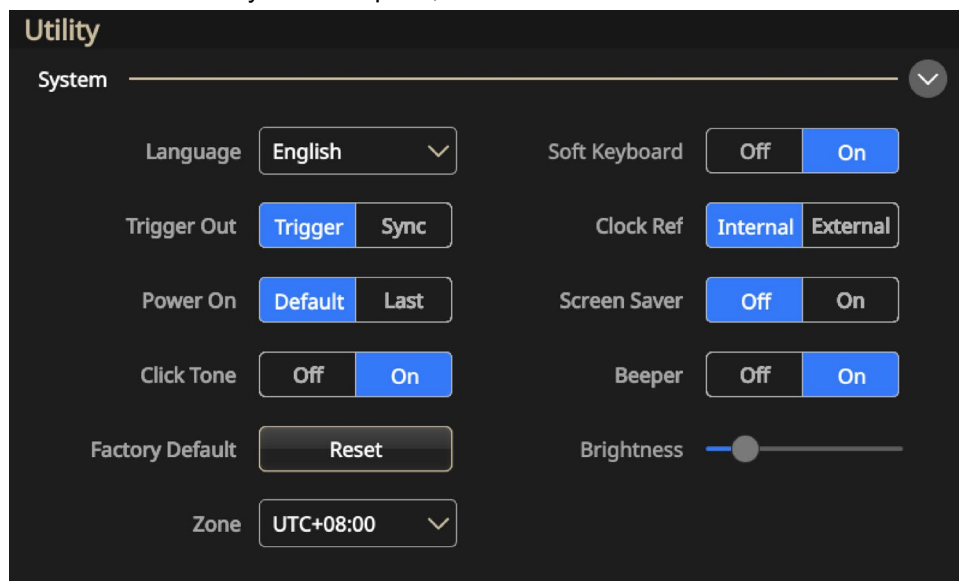 Utility
System
Language English Soft Keyboard Off On
Trigger Out Trigger Sync Clock Ref Internal External
Power On Default Last Screen Saver Off On
Click Tone Off On Beeper Off On
Factory Default Reset Brightness
Zone UTC+08:00